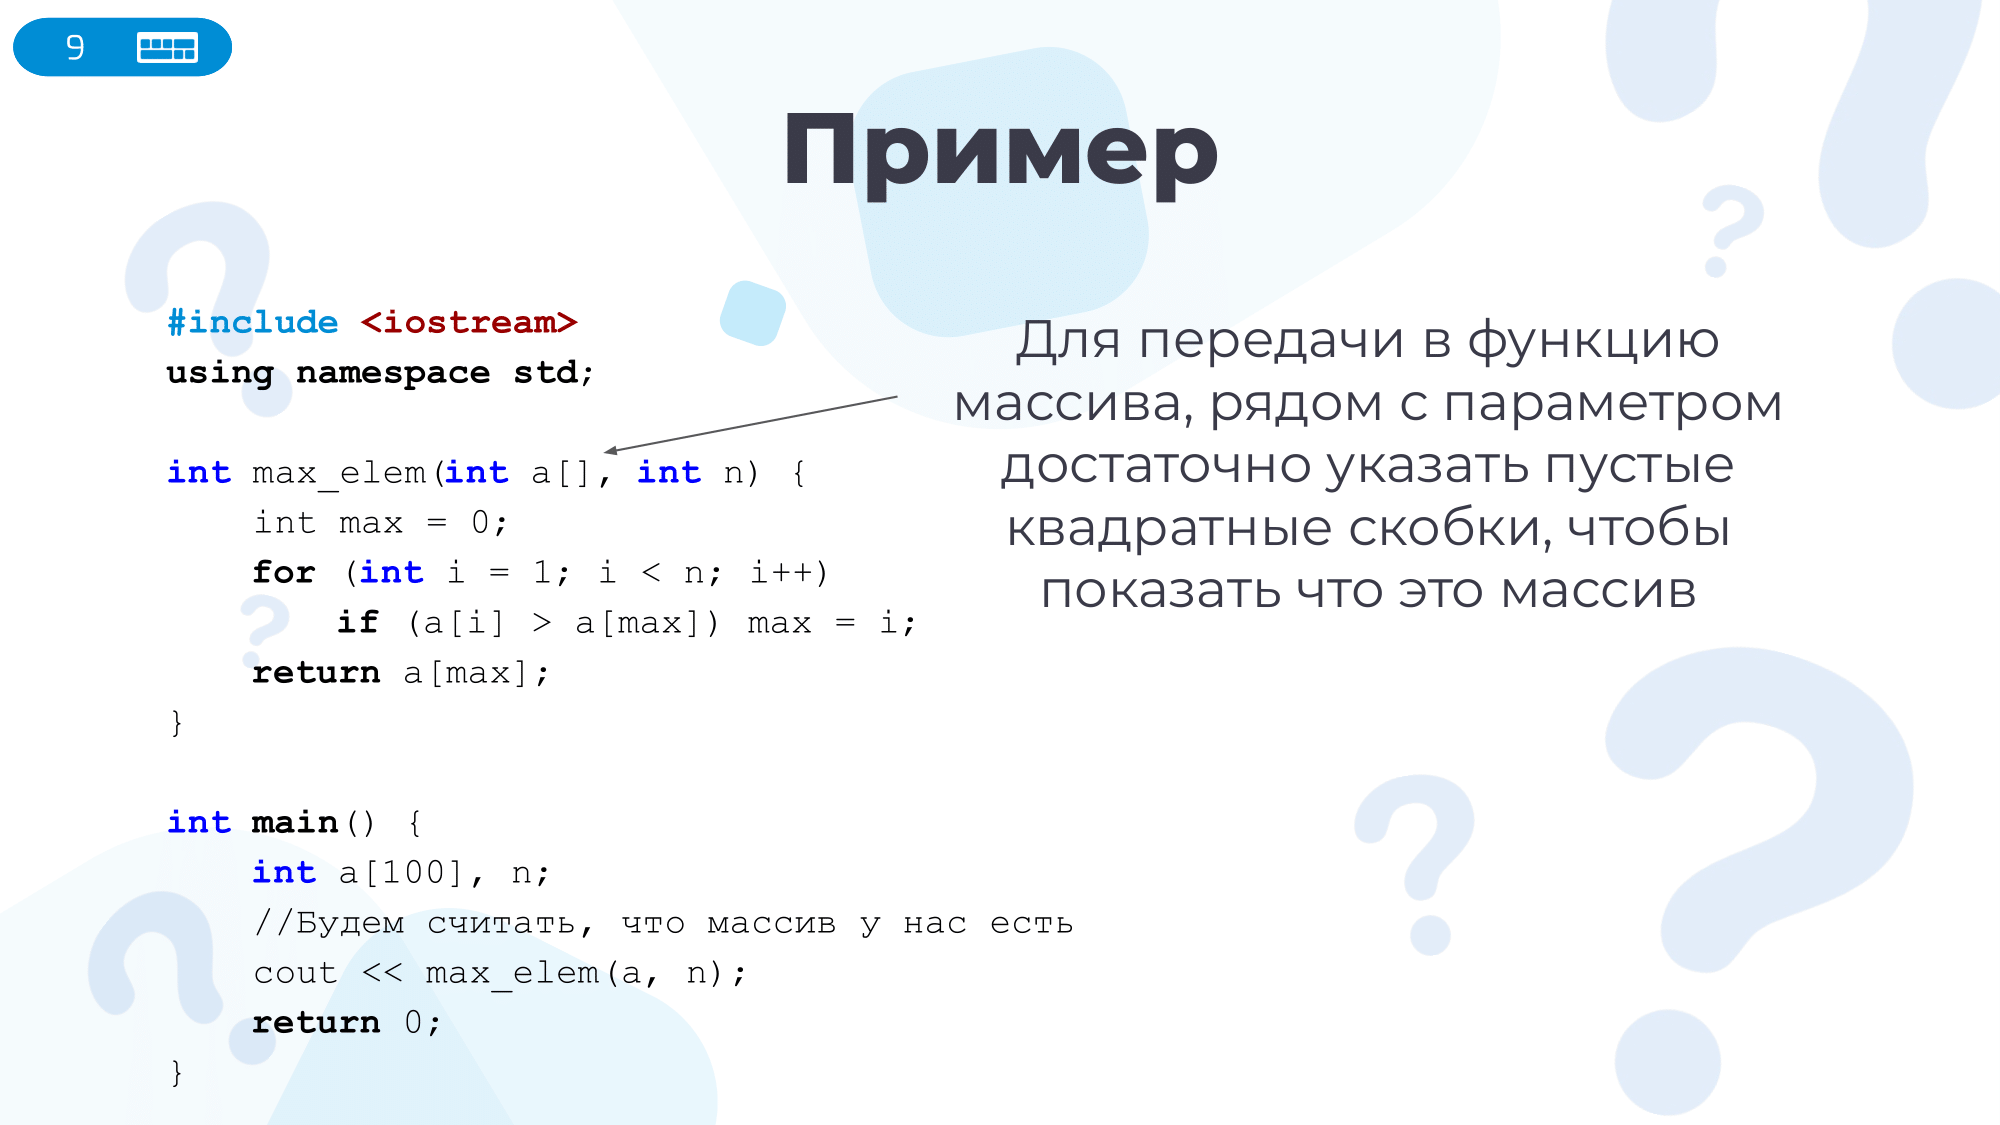 9
Пример
#include <iostream>
using namespace std;
int max_elem(int a[], int n) {
    int max = 0;
    for (int i = 1; i < n; i++)
        if (a[i] > a[max]) max = i;
    return a[max];
}
int main() {
    int a[100], n;
    //Будем считать, что массив у нас есть
    cout << max_elem(a, n);
    return 0;
}
Для передачи в функцию
массива, рядом с параметром
достаточно указать пустые
квадратные скобки, чтобы
показать что это массив